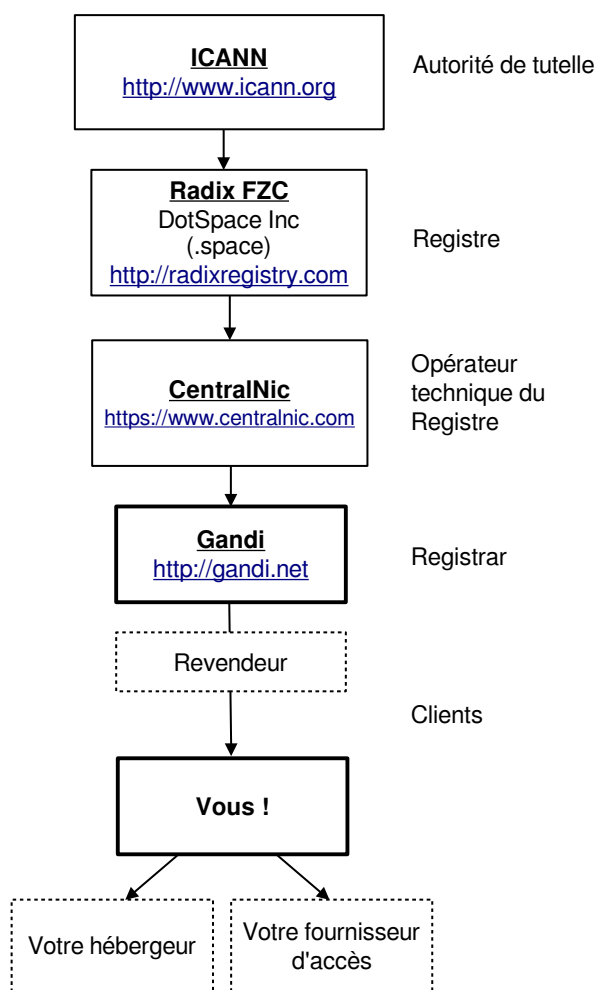 ICANN
http://www.icann.org
Autorité de tutelle
Radix FZC
DotSpace Inc
(.space)
http://radixregistry.com
Registre
CentralNic
https://www.centralnic.com
Opérateur
technique du
Registre
Gandi
http://gandi.net
Registrar
Revendeur
Clients
Vous !
Votre hébergeur
Votre fournisseur
d'accès